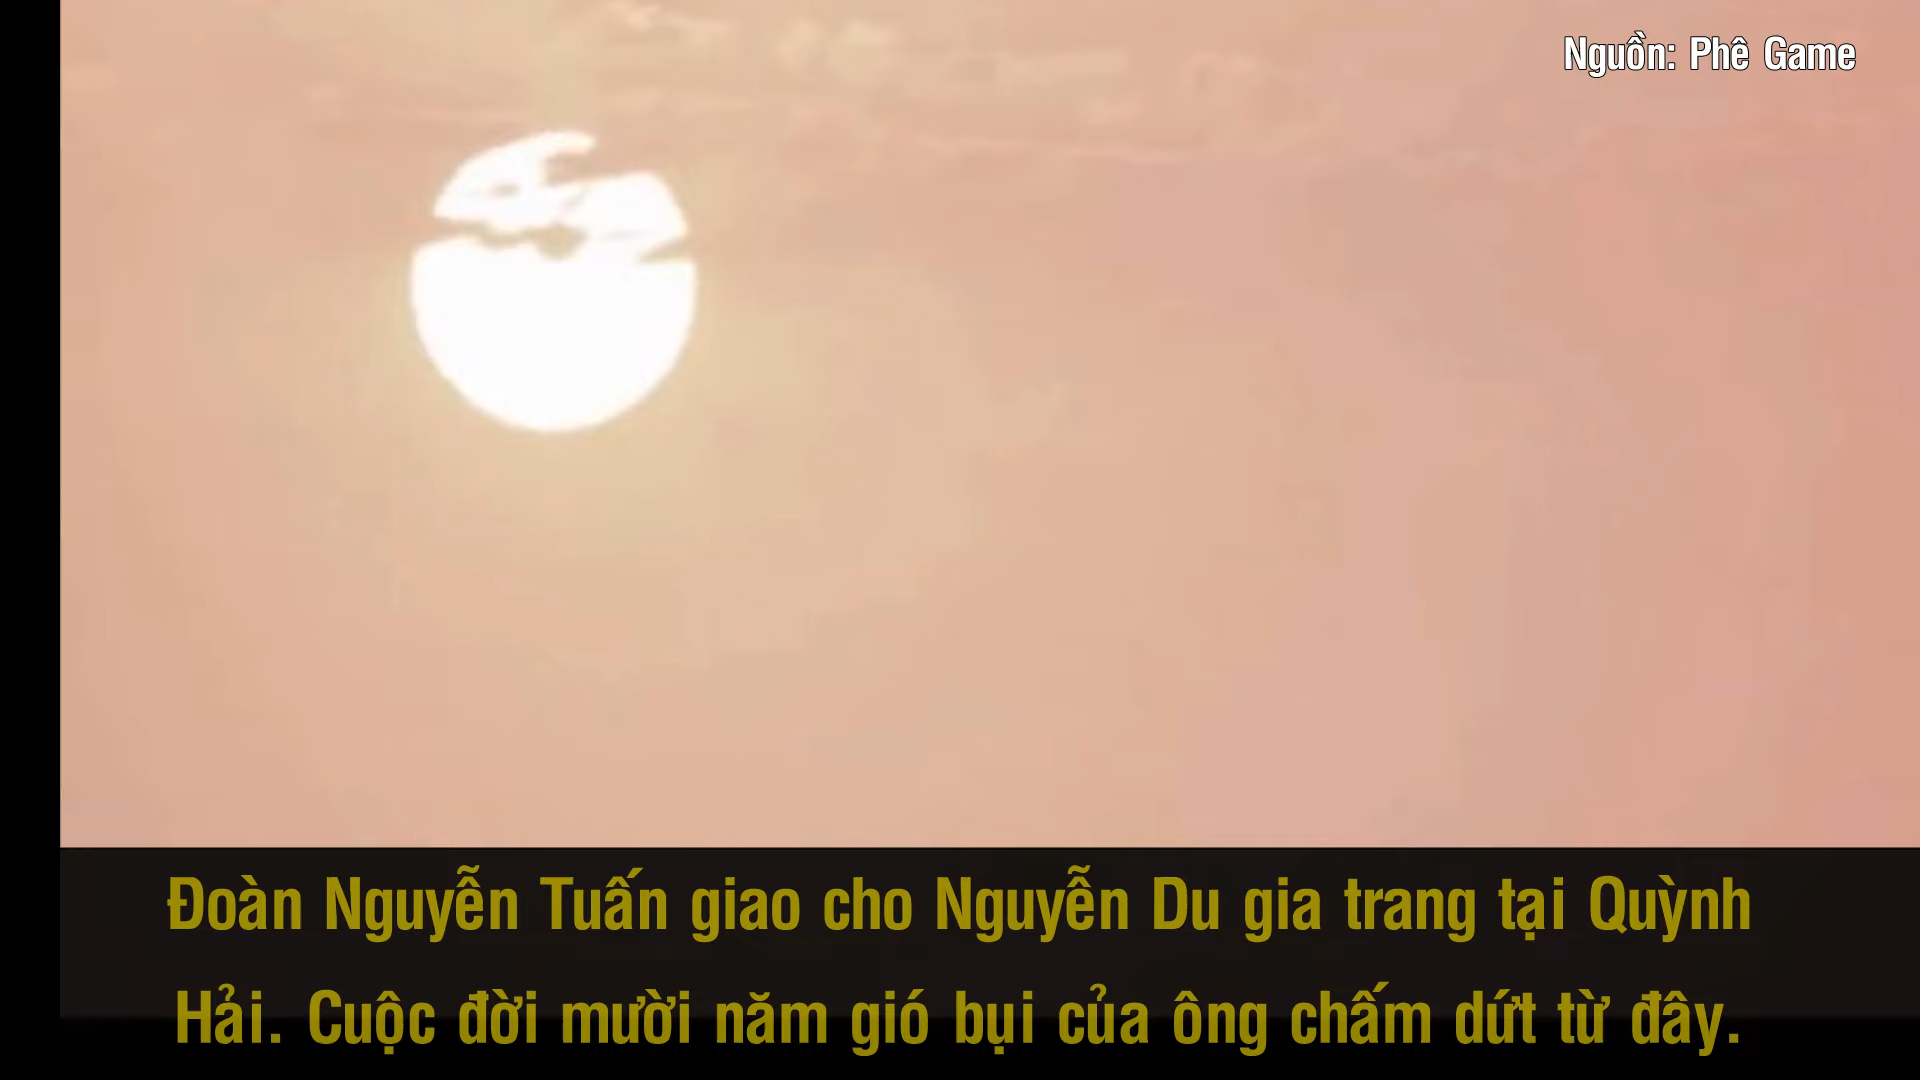 Nguồn: Phê Game
Đoàn Nguyễn Tuấn giao cho Nguyễn Du gia trang tại Quỳnh
Hải. Cuộc đời mười năm gió bụi của ông chấm dứt từ đây.